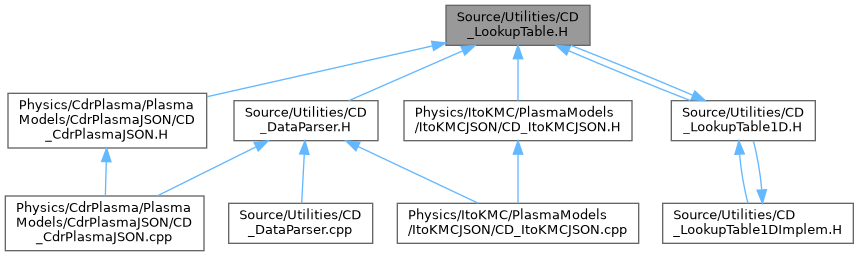 Source/Utilities/CD
_LookupTable.H
Physics/CdrPlasma/Plasma
Models/CdrPlasmaJSON/CD
_CdrPlasmaJSON.H
Source/Utilities/CD
_DataParser.H
Physics/ItoKMC/PlasmaModels
/ItoKMCJSON/CD_ItoKMCJSON.H
Source/Utilities/CD
_LookupTable1D.H
Physics/CdrPlasma/Plasma
Models/CdrPlasmaJSON/CD
_CdrPlasmaJSON.cpp
Source/Utilities/CD
_DataParser.cpp
Physics/ItoKMC/PlasmaModels
/ItoKMCJSON/CD_ItoKMCJSON.cpp
Source/Utilities/CD
_LookupTable1DImplem.H